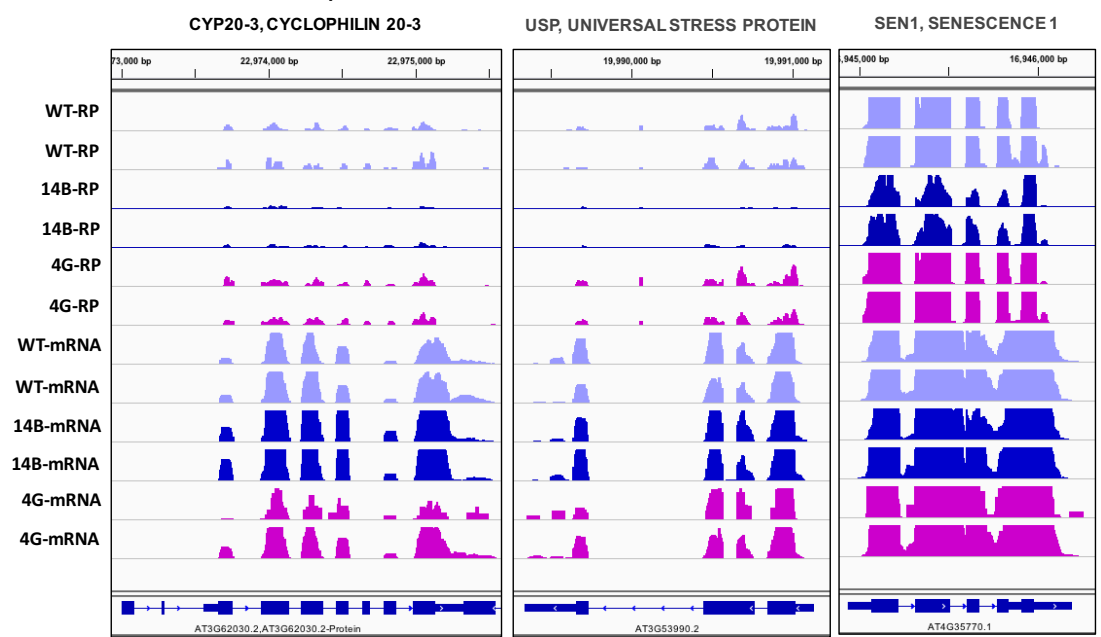 CYP20-3, CYCLOPHILIN 20-3
USP, UNIVERSAL STRESS PROTEIN
SEN1, SENESCENCE 1
73,000 bp 22,974,000 bp 22,975,000 bp
19,990,000 bp 19,991,000 bp
,945,000 bp 16,946,000 bp
WT-RP
WT-RP
14B-RP
14B-RP
4G-RP
4G-RP
WT-mRNA
WT-mRNA
14B-mRNA
14B-mRNA
4G-mRNA
4G-mRNA
AT3G62030.2,AT3G62030.2-Protein
AT3G53990.2
AT4G35770.1